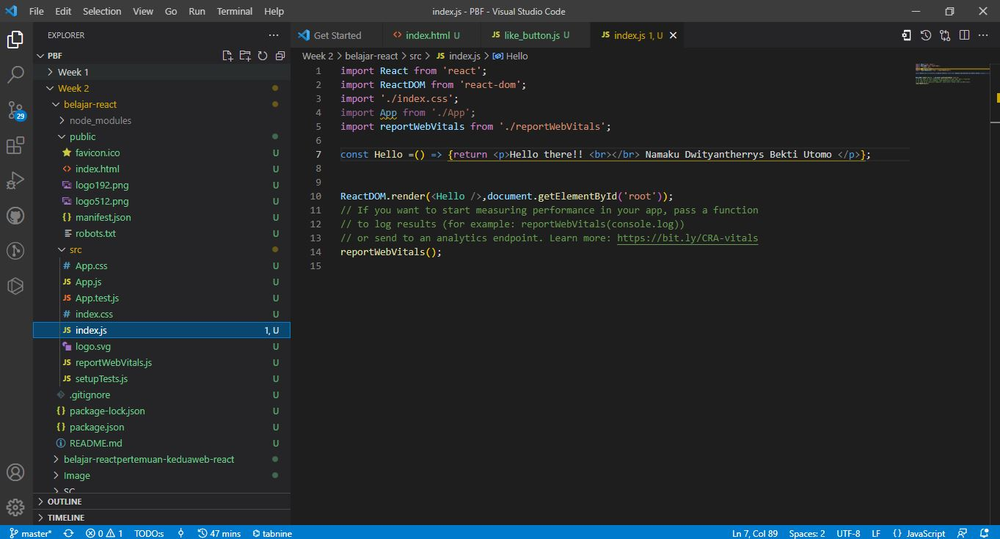 File Edit Selection View Go Run Terminal Help index.js - PBF - Visual Studio Code
EXPLORER
PBF
Week 1
Week 2
belajar-react
node_modules
public
favicon.ico U
index.html U
logo192.png U
logo512.png U
manifest.json U
robots.txt U
src
App.css U
App.js U
App.test.js U
index.css U
index.js 1, U
logo.svg U
reportWebVitals.js U
setupTests.js U
.gitignore U
package-lock.json U
package.json U
README.md U
belajar-reactpertemuan-keduaweb-react
Image
SC
OUTLINE
TIMELINE
29
Get Started index.html U JS like_button.js U JS index.js 1, U
Week 2 > belajar-react > src > JS index.js > Hello
1 import React from 'react';
2 import ReactDOM from 'react-dom';
3 import './index.css';
4 import App from './App';
5 import reportWebVitals from './reportWebVitals';
6
7 const Hello =() => {return <p>Hello there!! <br></br> Namaku Dwityantherrys Bekti Utomo </p>};
8
9
10 ReactDOM.render(<Hello />,document.getElementById('root'));
11 // If you want to start measuring performance in your app, pass a function
12 // to log results (for example: reportWebVitals(console.log))
13 // or send to an analytics endpoint. Learn more: https://bit.ly/CRA-vitals
14 reportWebVitals();
15
master* 0 1 TODO:s 47 mins tabnine Ln 7, Col 89 Spaces: 2 UTF-8 LF {} JavaScript